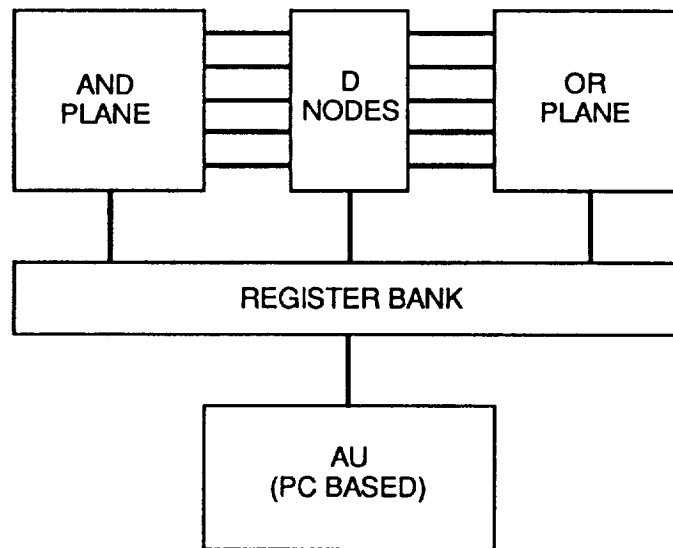 AND
PLANE
D
NODES
OR
PLANE
REGISTER BANK
AU
(PC BASED)